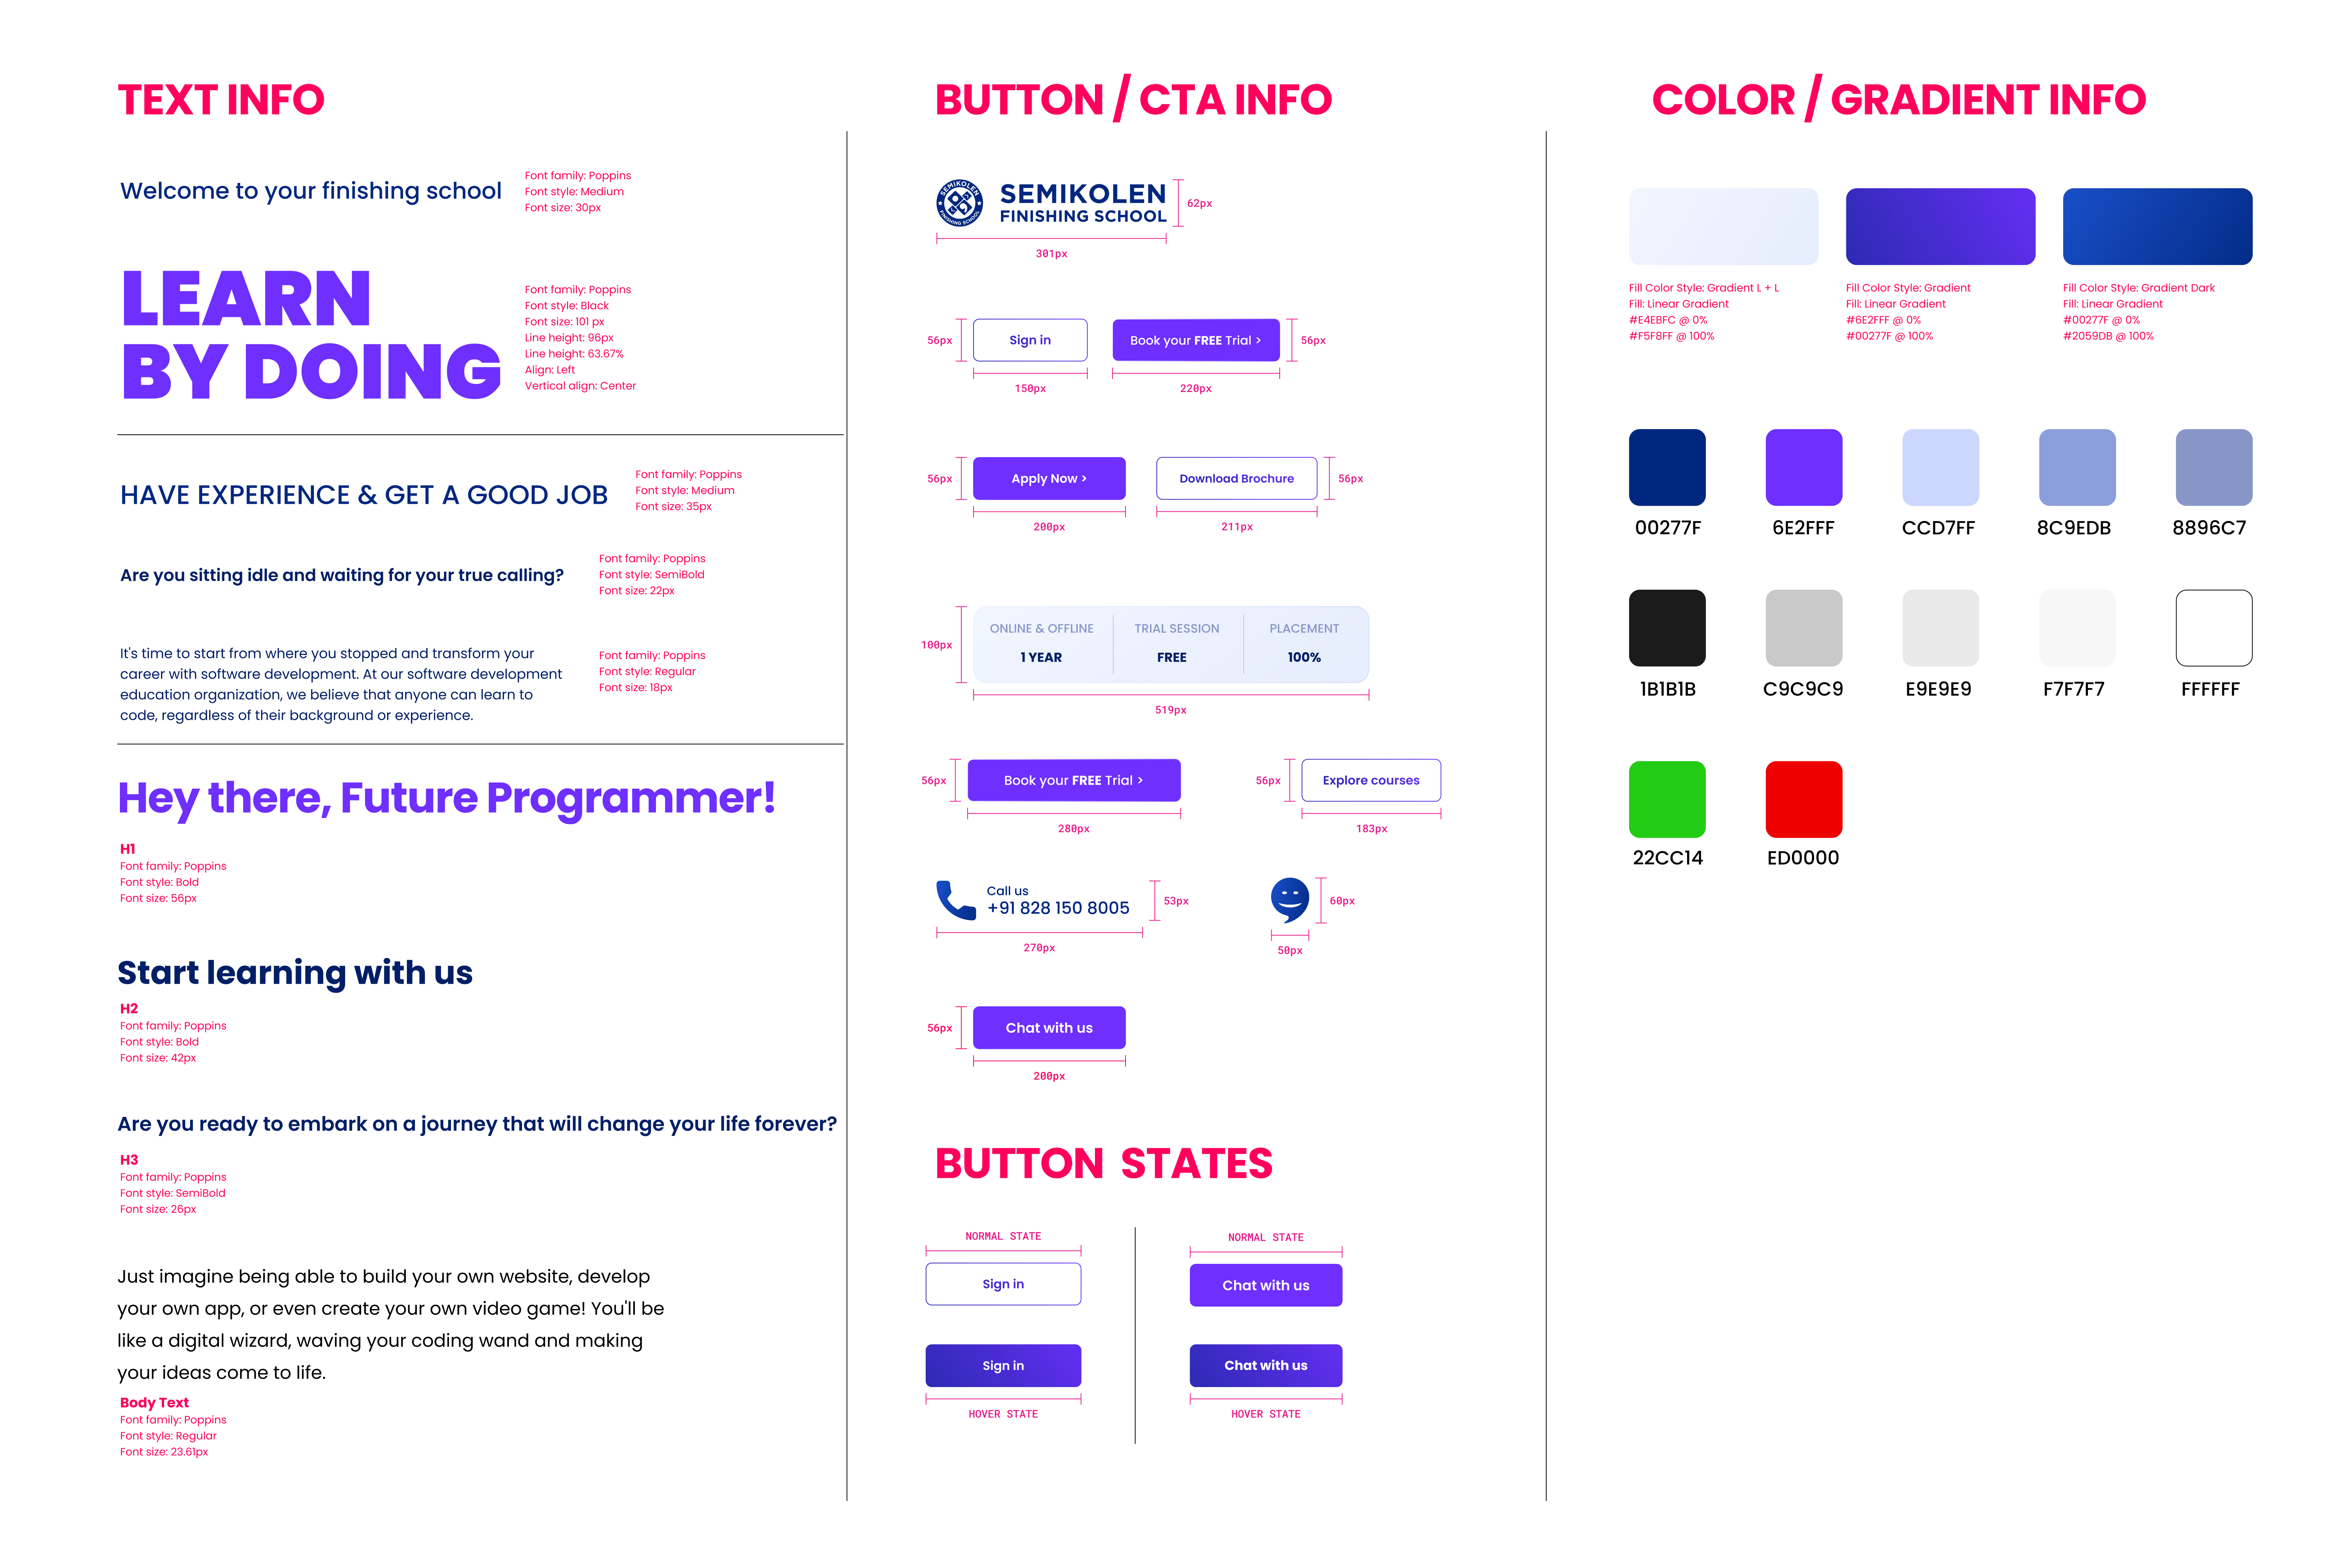 TEXT INFO
Welcome to your finishing school
Font family: Poppins
Font style: Medium
Font size: 30px
LEARN
BY DOING
Font family: Poppins
Font style: Black
Font size: 101 px
Line height: 96px
Line height: 63.67%
Align: Left
Vertical align: Center
HAVE EXPERIENCE & GET A GOOD JOB
Font family: Poppins
Font style: Medium
Font size: 35px
Are you sitting idle and waiting for your true calling?
Font family: Poppins
Font style: SemiBold
Font size: 22px
It's time to start from where you stopped and transform your
career with software development. At our software development
education organization, we believe that anyone can learn to
code, regardless of their background or experience.
Font family: Poppins
Font style: Regular
Font size: 18px
Hey there, Future Programmer!
H1
Font family: Poppins
Font style: Bold
Font size: 56px
Start learning with us
H2
Font family: Poppins
Font style: Bold
Font size: 42px
Are you ready to embark on a journey that will change your life forever?
H3
Font family: Poppins
Font style: SemiBold
Font size: 26px
Just imagine being able to build your own website, develop
your own app, or even create your own video game! You'll be
like a digital wizard, waving your coding wand and making
your ideas come to life.
Body Text
Font family: Poppins
Font style: Regular
Font size: 23.61px
BUTTON / CTA INFO
SEMIKOLEN
FINISHING SCHOOL
SEMIKOLEN
FINISHING SCHOOL
62px
301px
56px
Sign in
Book your FREE Trial >
56px
150px
220px
56px
Apply Now >
Download Brochure
56px
200px
211px
100px
ONLINE & OFFLINE
1 YEAR
TRIAL SESSION
FREE
PLACEMENT
100%
519px
56px
Book your FREE Trial >
56px
Explore courses
280px
183px
Call us
+91 828 150 8005
53px
60px
270px
50px
56px
Chat with us
200px
BUTTON STATES
NORMAL STATE
Sign in
Sign in
HOVER STATE
NORMAL STATE
Chat with us
Chat with us
HOVER STATE
COLOR / GRADIENT INFO
Fill Color Style: Gradient L + L
Fill: Linear Gradient
#E4EBFC @ 0%
#F5F8FF @ 100%
Fill Color Style: Gradient
Fill: Linear Gradient
#6E2FFF @ 0%
#00277F @ 100%
Fill Color Style: Gradient Dark
Fill: Linear Gradient
#00277F @ 0%
#2059DB @ 100%
00277F
6E2FFF
CCD7FF
8C9EDB
8896C7
1B1B1B
C9C9C9
E9E9E9
F7F7F7
FFFFFF
22CC14
ED0000